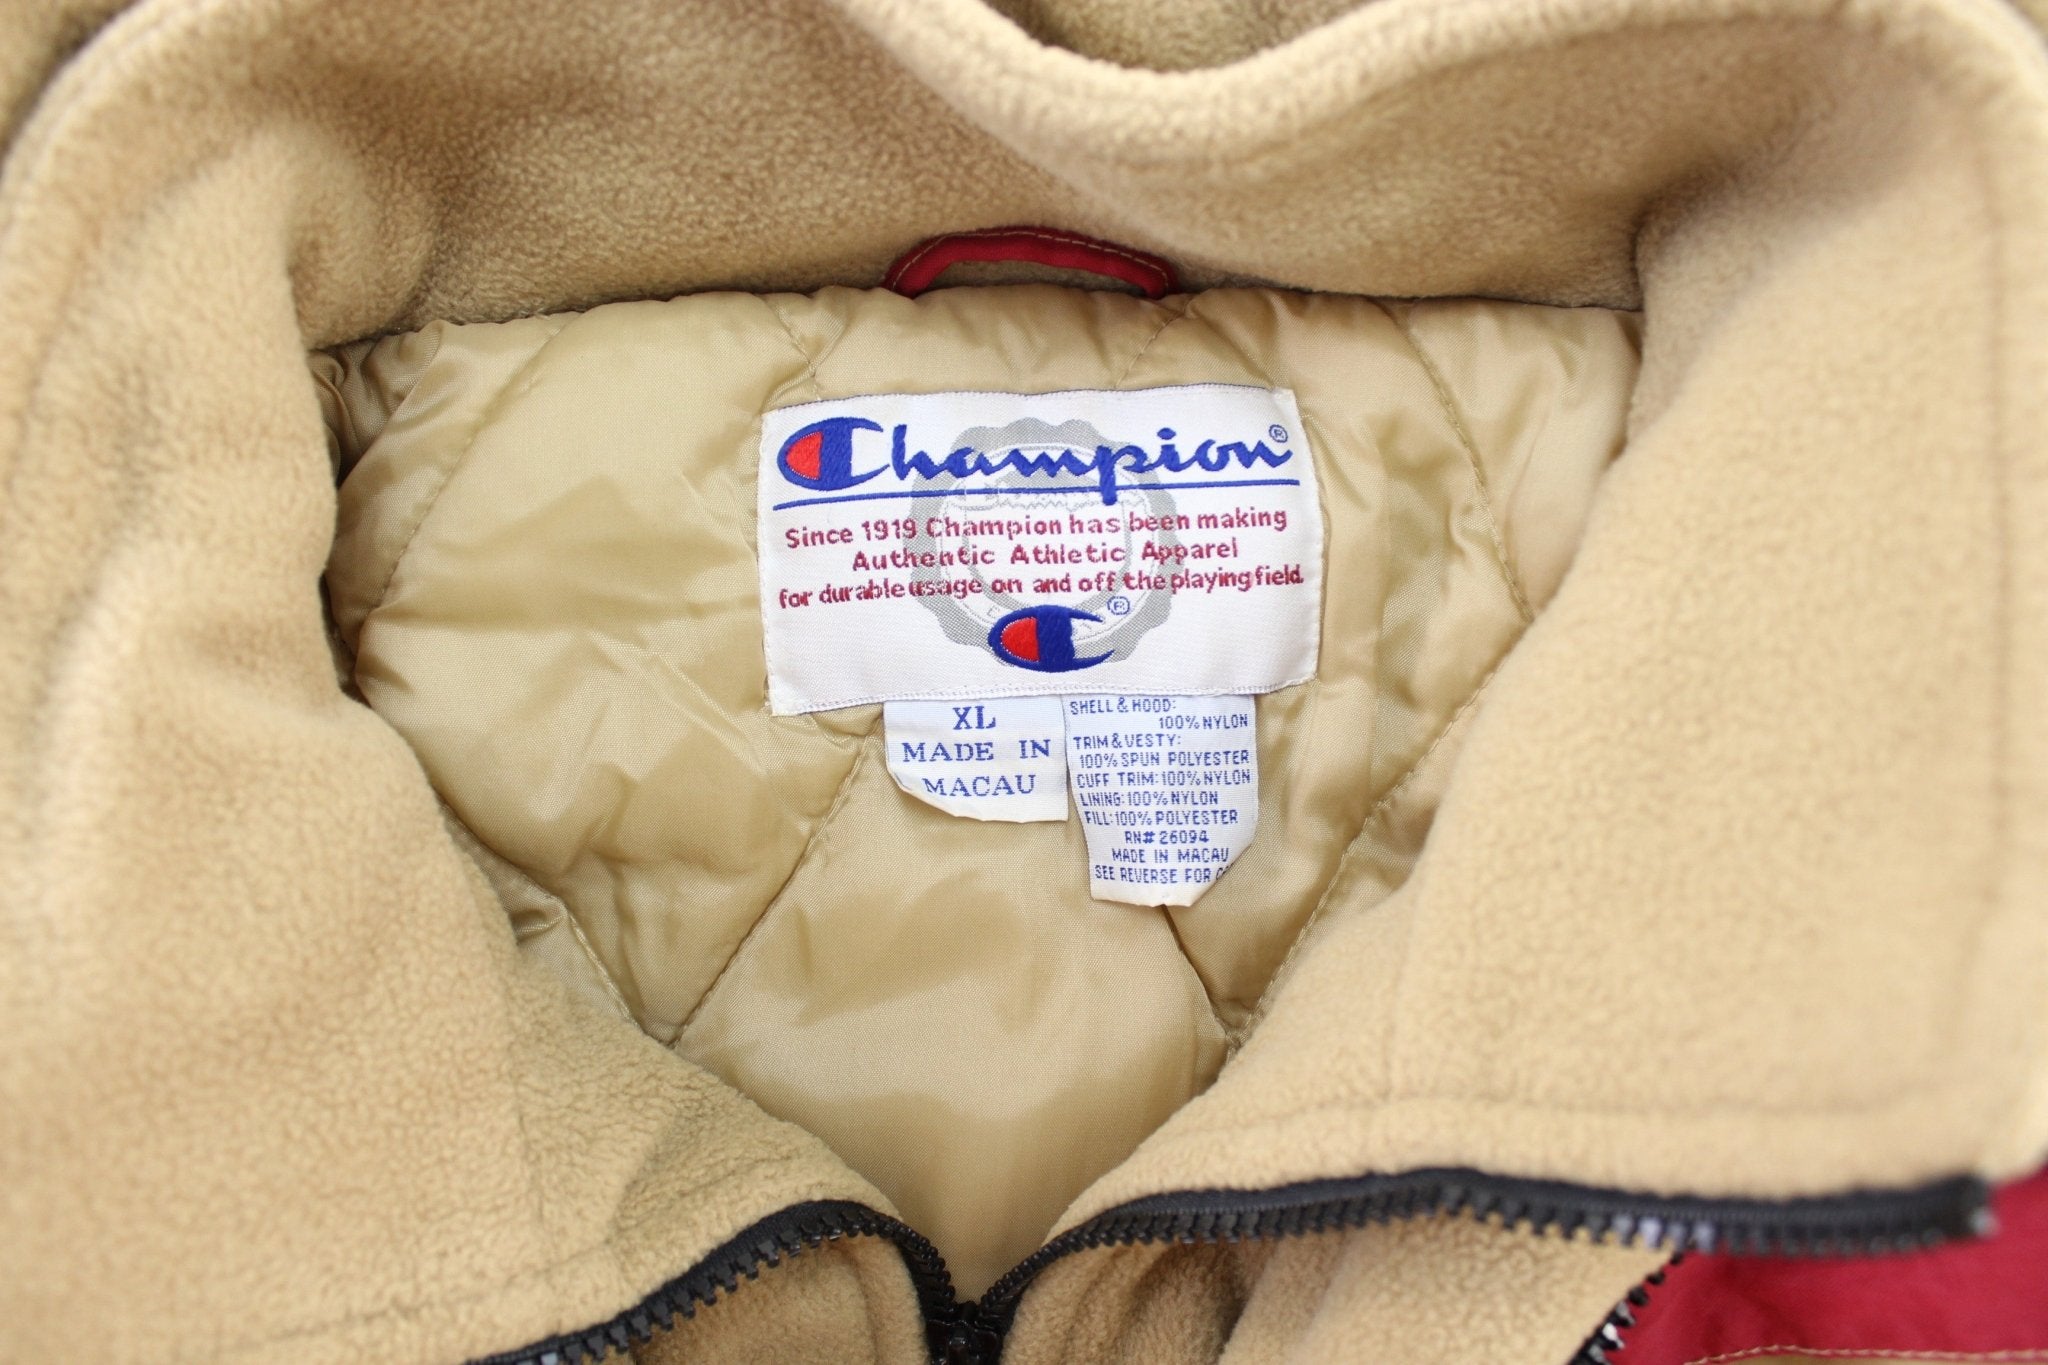 Champion®
Since 1919 Champion has been making
Authentic Athletic Apparel
for durable usage on and off the playing field.
®
XL
MADE IN
MACAU
SHELL & HOOD:
100% NYLON
TRIM & VESTY:
100% SPUN POLYESTER
CUFF TRIM: 100% NYLON
LINING: 100% NYLON
FILL: 100% POLYESTER
RN# 26094
MADE IN MACAU
SEE REVERSE FOR